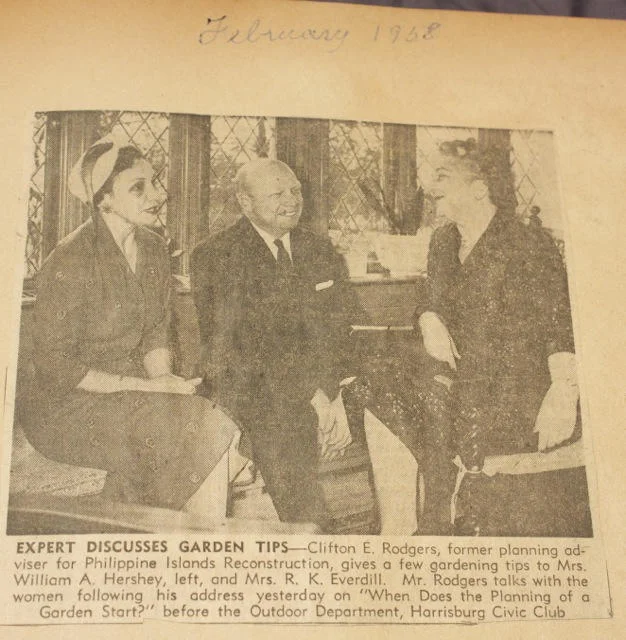 February 1958
EXPERT DISCUSSES GARDEN TIPS—Clifton E. Rodgers, former planning ad-
viser for Philippine Islands Reconstruction, gives a few gardening tips to Mrs.
William A. Hershey, left, and Mrs. R. K. Everdill. Mr. Rodgers talks with the
women following his address yesterday on "When Does the Planning of a
Garden Start?" before the Outdoor Department, Harrisburg Civic Club